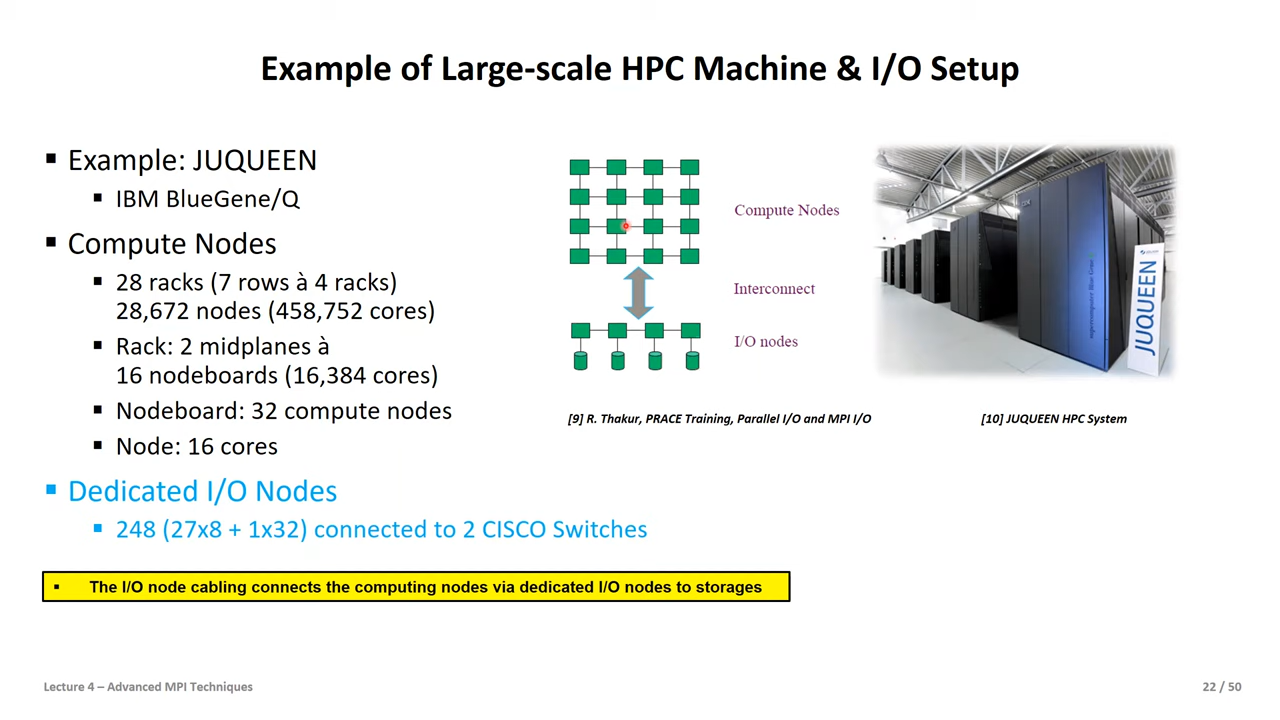 Example of Large-scale HPC Machine & I/O Setup
▪ Example: JUQUEEN
▪ IBM BlueGene/Q
▪ Compute Nodes
▪ 28 racks (7 rows à 4 racks)
28,672 nodes (458,752 cores)
▪ Rack: 2 midplanes à
16 nodeboards (16,384 cores)
▪ Nodeboard: 32 compute nodes
▪ Node: 16 cores
▪ Dedicated I/O Nodes
▪ 248 (27x8 + 1x32) connected to 2 CISCO Switches
▪ The I/O node cabling connects the computing nodes via dedicated I/O nodes to storages
Compute Nodes
Interconnect
I/O nodes
[9] R. Thakur, PRACE Training, Parallel I/O and MPI I/O
JUQUEEN
[10] JUQUEEN HPC System
Lecture 4 – Advanced MPI Techniques
22 / 50